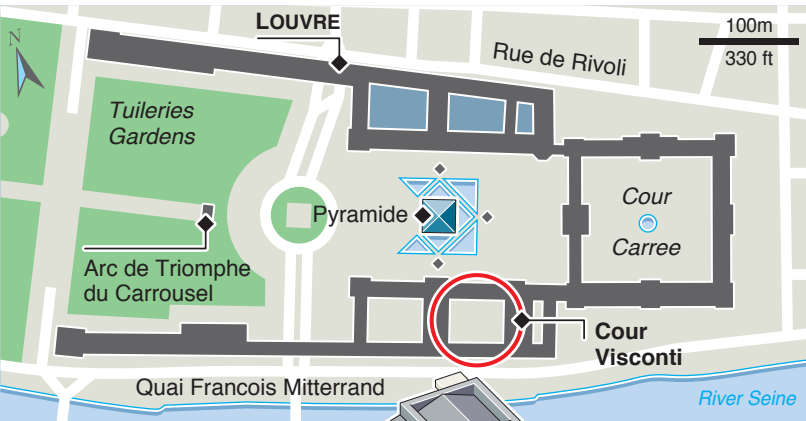 LOUVRE
100m
330 ft
N
Rue de Rivoli
Tuileries
Gardens
Pyramide
Cour
Carree
Arc de Triomphe
du Carrousel
Cour
Visconti
Quai Francois Mitterrand
River Seine